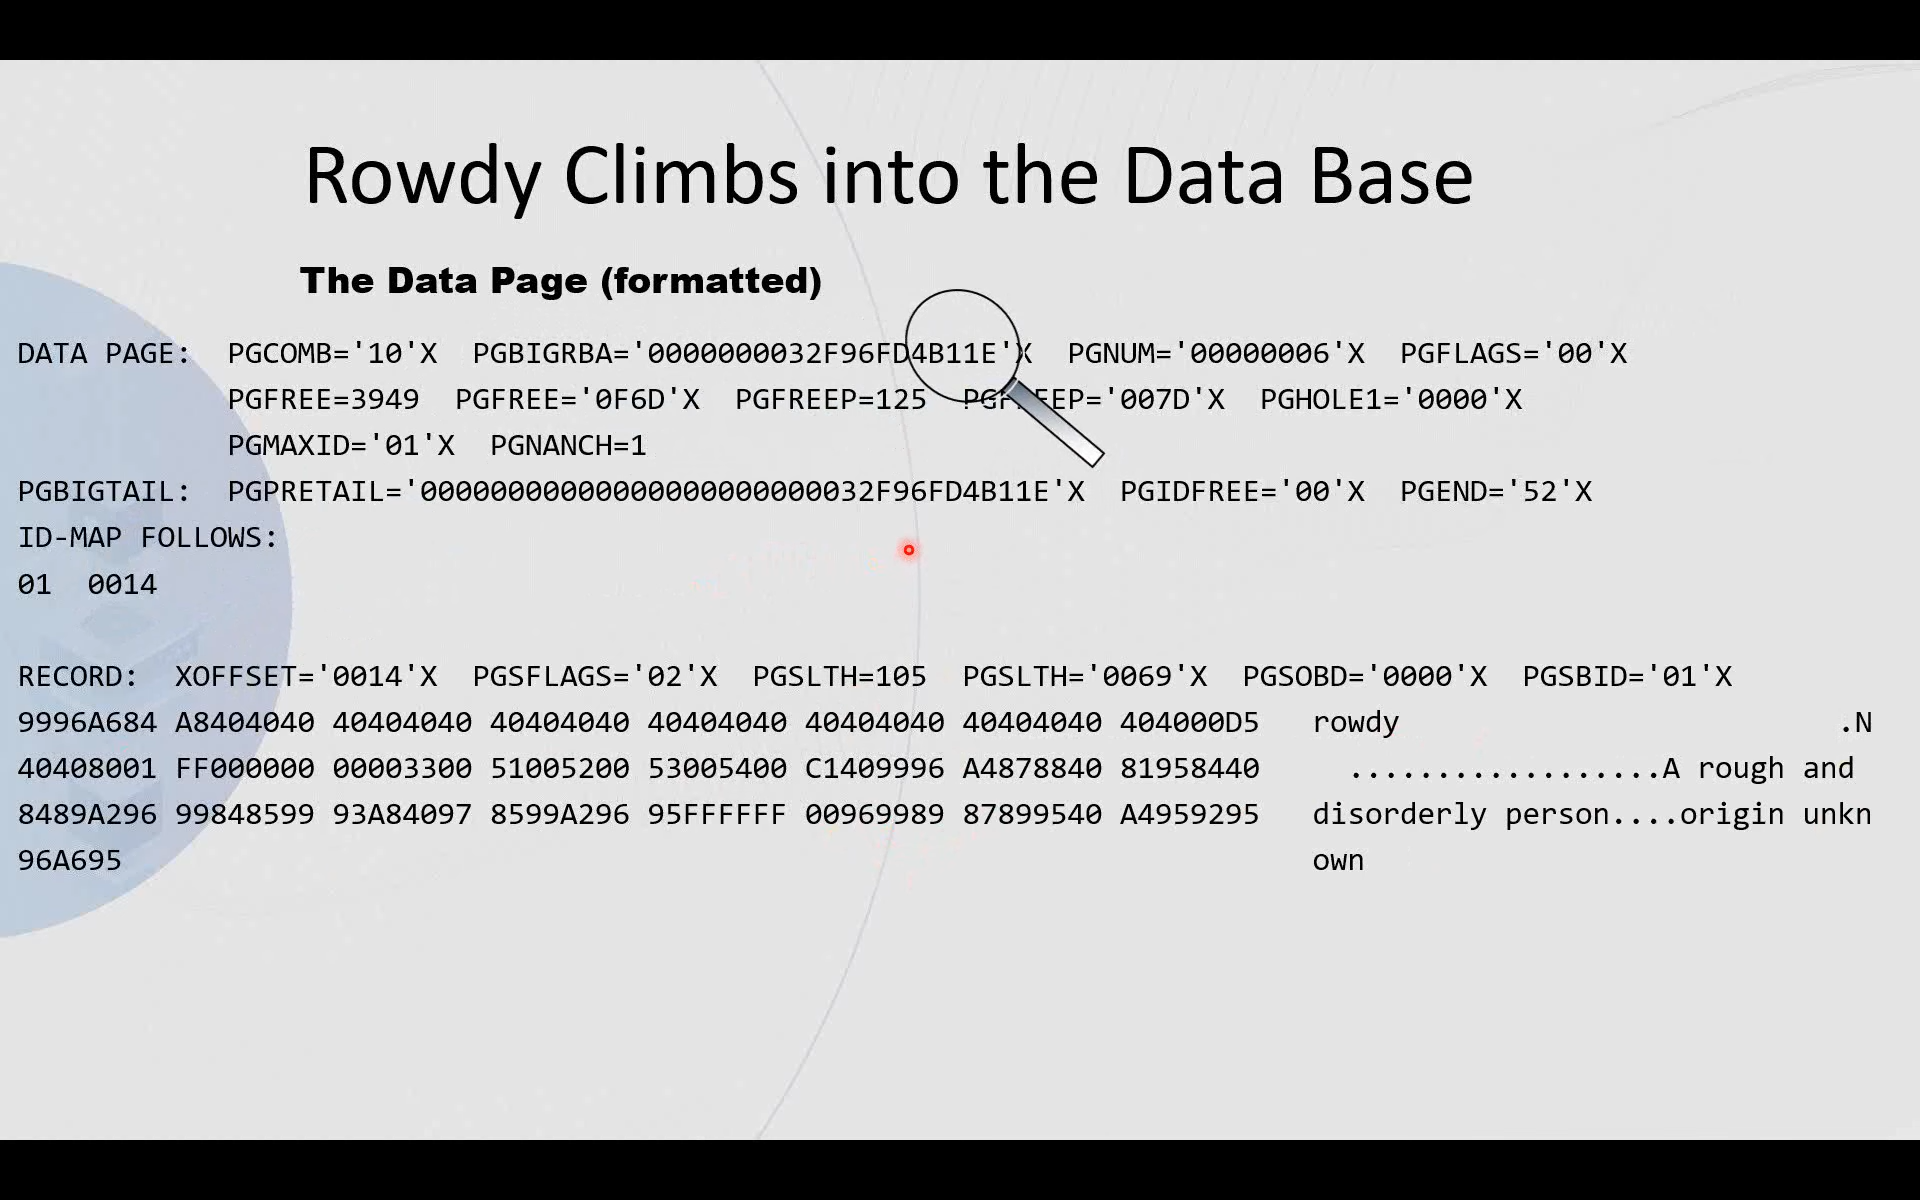 Rowdy Climbs into the Data Base
The Data Page (formatted)
DATA PAGE:  PGCOMB='10'X  PGBIGRBA='0000000032F96FD4B11E'X  PGNUM='00000006'X  PGFLAGS='00'X
PGFREE=3949  PGFREE='0F6D'X  PGFREEP=125  PGFREEP='007D'X  PGHOLE1='0000'X
PGMAXID='01'X  PGNANCH=1
PGBIGTAIL:  PGPRETAIL='00000000000000000000000032F96FD4B11E'X  PGIDFREE='00'X  PGEND='52'X
ID-MAP FOLLOWS:
01  0014
RECORD:  XOFFSET='0014'X  PGSFLAGS='02'X  PGSLTH=105  PGSLTH='0069'X  PGSOBD='0000'X  PGSBID='01'X
9996A684 A8404040 40404040 40404040 40404040 40404040 40404040 404000D5   rowdy                         .N
40408001 FF000000 00003300 51005200 53005400 C1409996 A4878840 81958440     ..................A rough and
8489A296 99848599 93A84097 8599A296 95FFFFFF 00969989 87899540 A4959295   disorderly person....origin unkn
96A695                                                                    own